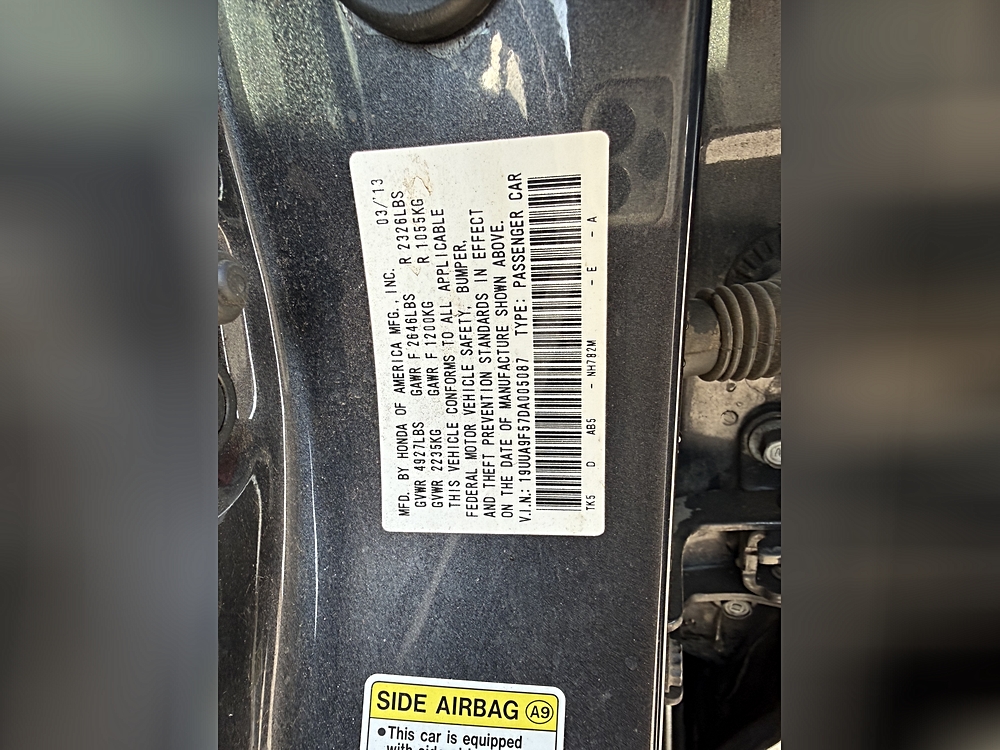 MFD. BY HONDA OF AMERICA MFG., INC. 03/'13
GVWR 4927LBS GAWR F 2646LBS R 2326LBS
GVWR 2235KG GAWR F 1200KG R 1055KG
THIS VEHICLE CONFORMS TO ALL APPLICABLE
FEDERAL MOTOR VEHICLE SAFETY, BUMPER,
AND THEFT PREVENTION STANDARDS IN EFFECT
ON THE DATE OF MANUFACTURE SHOWN ABOVE.
V.I.N.: 19UUA9F57DA005087 TYPE: PASSENGER CAR
TK5 D AB5 - NH782M - E - A
SIDE AIRBAG A9
•This car is equipped
with side